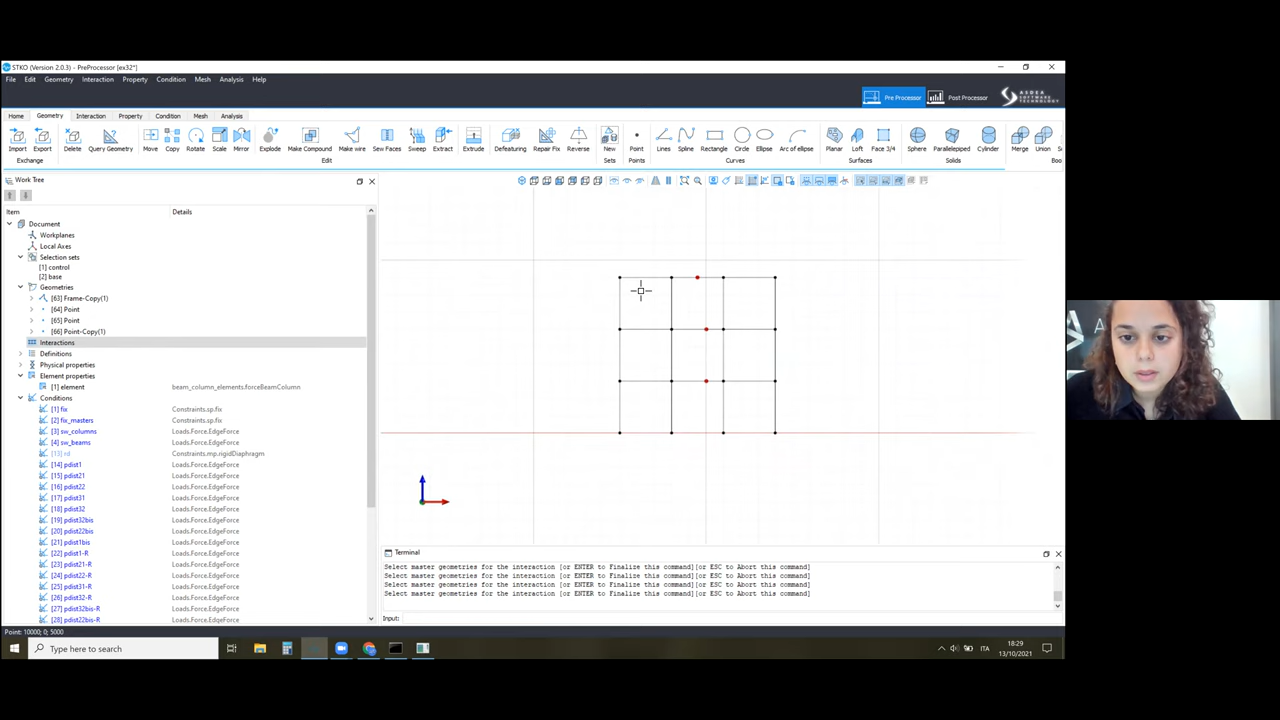 STKO (Version 2.0.3) - PreProcessor [ex32*]
File Edit Geometry Interaction Property Condition Mesh Analysis Help
Pre Processor Post Processor ASDEA SOFTWARE TECHNOLOGY
Home Geometry Interaction Property Condition Mesh Analysis
Import Export Delete Query Geometry Move Copy Rotate Scale Mirror Explode Make Compound Make wire Sew Faces Sweep Extract Extrude Defeaturing Repair Fix Reverse New Sets Point Lines Spline Rectangle Circle Ellipse Arc of ellipse Planar Loft Face 3/4 Sphere Parallelepiped Cylinder Merge Union
Exchange Edit Points Curves Surfaces Solids Boo
Work Tree
Item Details
Document
Workplanes
Local Axes
Selection sets
[1] control
[2] base
Geometries
[63] Frame-Copy(1)
[64] Point
[65] Point
[66] Point-Copy(1)
Interactions
Definitions
Physical properties
Element properties
[1] element beam_column_elements.forceBeamColumn
Conditions
[1] fix Constraints.sp.fix
[2] fix_masters Constraints.sp.fix
[3] sw_columns Loads.Force.EdgeForce
[4] sw_beams Loads.Force.EdgeForce
[13] rd Constraints.mp.rigidDiaphragm
[14] pdist1 Loads.Force.EdgeForce
[15] pdist21 Loads.Force.EdgeForce
[16] pdist22 Loads.Force.EdgeForce
[17] pdist31 Loads.Force.EdgeForce
[18] pdist32 Loads.Force.EdgeForce
[19] pdist32bis Loads.Force.EdgeForce
[20] pdist22bis Loads.Force.EdgeForce
[21] pdist1bis Loads.Force.EdgeForce
[22] pdist1-R Loads.Force.EdgeForce
[23] pdist21-R Loads.Force.EdgeForce
[24] pdist22-R Loads.Force.EdgeForce
[25] pdist31-R Loads.Force.EdgeForce
[26] pdist32-R Loads.Force.EdgeForce
[27] pdist32bis-R Loads.Force.EdgeForce
[28] pdist22bis-R Loads.Force.EdgeForce
Terminal
Select master geometries for the interaction [or ENTER to Finalize this command][or ESC to Abort this command]
Select master geometries for the interaction [or ENTER to Finalize this command][or ESC to Abort this command]
Select master geometries for the interaction [or ENTER to Finalize this command][or ESC to Abort this command]
Select master geometries for the interaction [or ENTER to Finalize this command][or ESC to Abort this command]
Input:
Point: 10000; 0; 5000
Type here to search
ITA
18:29
13/10/2021